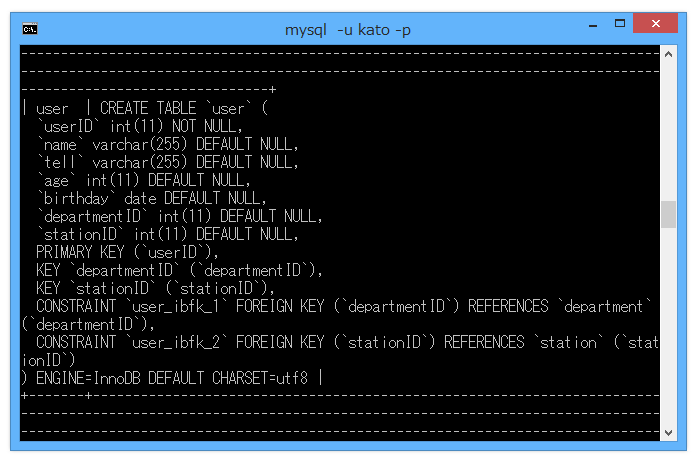 mysql  -u kato -p
--------------------------------------------------------------------------------
--------------------------------------------------------------------------------
-------------------------------+
| user  | CREATE TABLE `user` (
  `userID` int(11) NOT NULL,
  `name` varchar(255) DEFAULT NULL,
  `tell` varchar(255) DEFAULT NULL,
  `age` int(11) DEFAULT NULL,
  `birthday` date DEFAULT NULL,
  `departmentID` int(11) DEFAULT NULL,
  `stationID` int(11) DEFAULT NULL,
  PRIMARY KEY (`userID`),
  KEY `departmentID` (`departmentID`),
  KEY `stationID` (`stationID`),
  CONSTRAINT `user_ibfk_1` FOREIGN KEY (`departmentID`) REFERENCES `department`
(`departmentID`),
  CONSTRAINT `user_ibfk_2` FOREIGN KEY (`stationID`) REFERENCES `station` (`stat
ionID`)
) ENGINE=InnoDB DEFAULT CHARSET=utf8 |
+-------+-----------------------------------------------------------------------
--------------------------------------------------------------------------------
--------------------------------------------------------------------------------